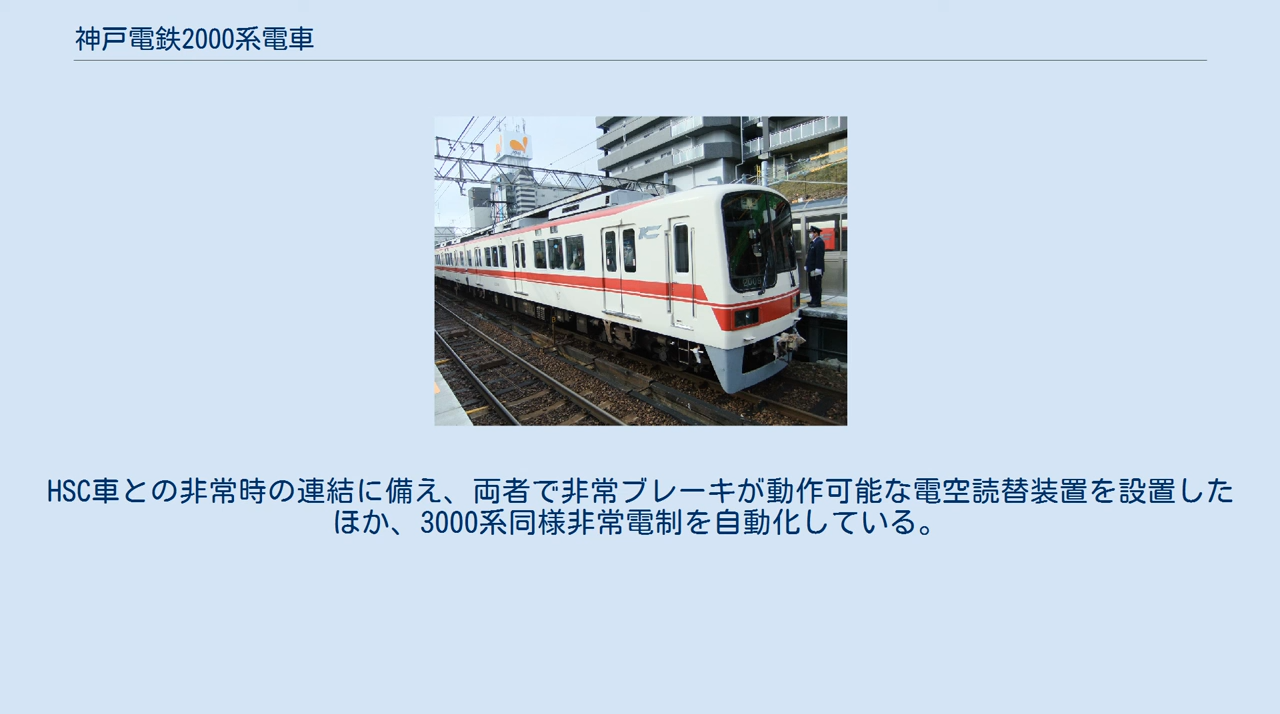 神戸電鉄2000系電車
HSC車との非常時の連結に備え、両者で非常ブレーキが動作可能な電空読替装置を設置した
ほか、3000系同様非常電制を自動化している。